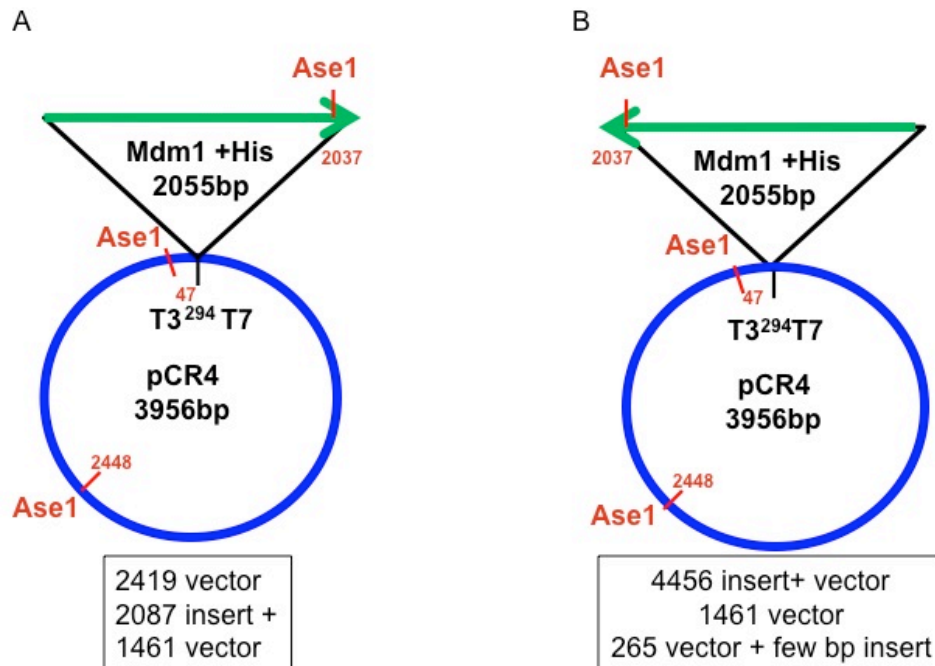 A
Ase1
Mdm1 +His
2055bp
2037
Ase1
47
T3²⁹⁴ T7
pCR4
3956bp
2448
Ase1
2419 vector
2087 insert +
1461 vector
B
Ase1
2037
Mdm1 +His
2055bp
Ase1
47
T3²⁹⁴T7
pCR4
3956bp
2448
Ase1
4456 insert+ vector
1461 vector
265 vector + few bp insert